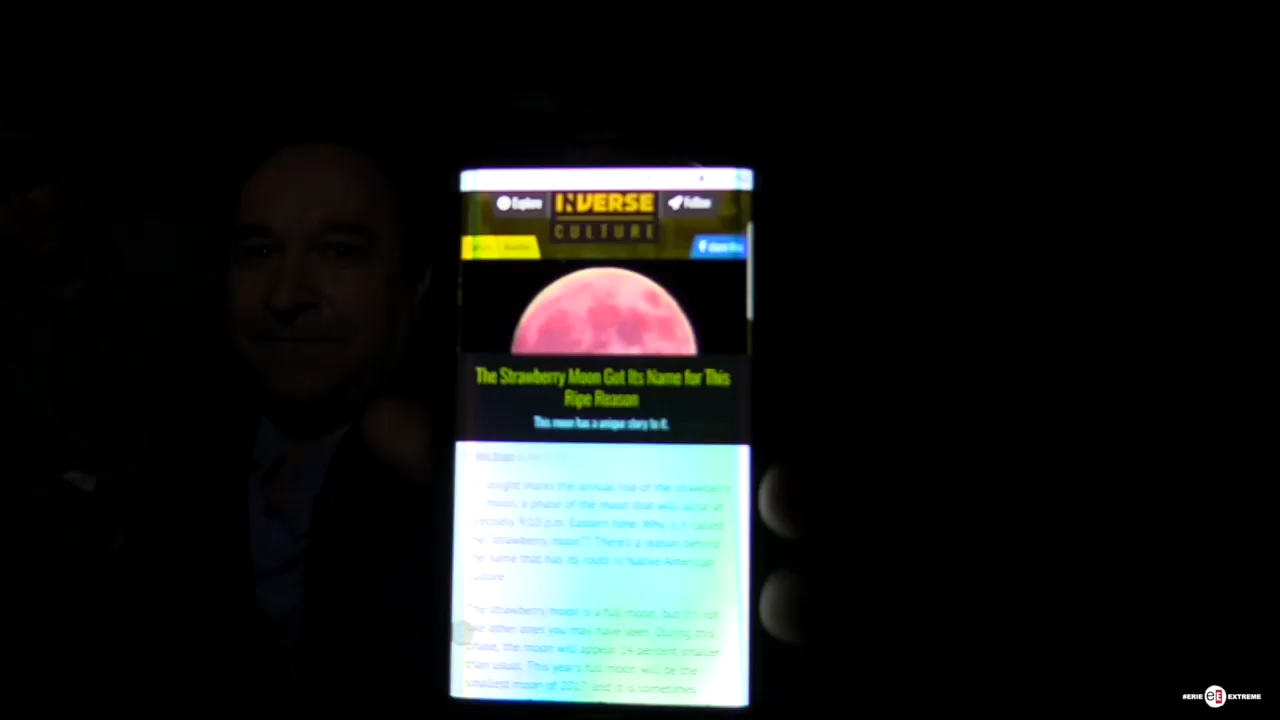 Explore INVERSE Follow
CULTURE
The Strawberry Moon Got Its Name for This
Ripe Reason
This moon has a unique story to it.
onight marks the annual rise of the strawberry
moon, a phase of the moon that will occur at
precisely 9:10 p.m. Eastern time. Why is it called
the "strawberry moon"? There's a reason behind
the name that has its roots in Native American
culture.
The strawberry moon is a full moon, but it's not
like other ones you may have seen. During this
phase, the moon will appear 14 percent smaller
than usual. This year's full moon will be the
smallest moon of 2017 and it is sometimes
#ERIE eE EXTREME